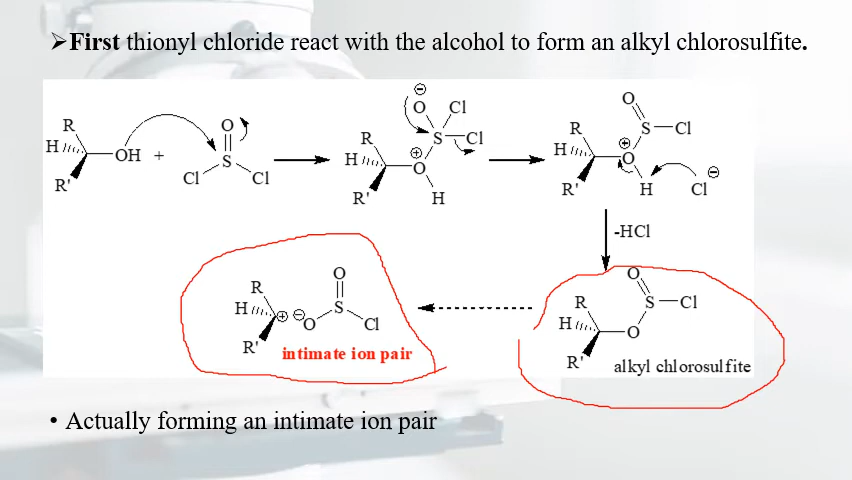 ➢First thionyl chloride react with the alcohol to form an alkyl chlorosulfite.
R H R' OH + O S Cl Cl
R H R' ⊕ O H ⊖ O S Cl Cl
R H R' ⊕ O H O S Cl Cl ⊖
-HCl
R H R' ⊕ ⊖ O S O Cl
intimate ion pair
R H R' O S O Cl
alkyl chlorosulfite
• Actually forming an intimate ion pair